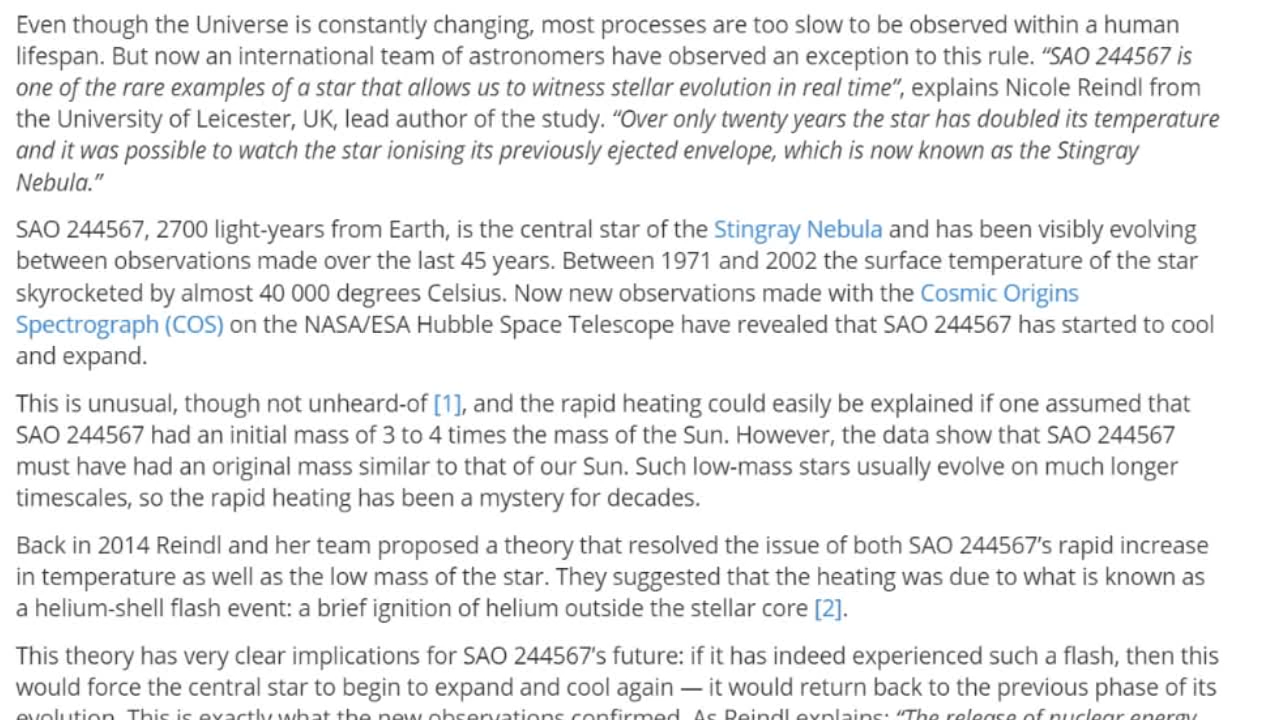 Even though the Universe is constantly changing, most processes are too slow to be observed within a human
lifespan. But now an international team of astronomers have observed an exception to this rule. “SAO 244567 is
one of the rare examples of a star that allows us to witness stellar evolution in real time”, explains Nicole Reindl from
the University of Leicester, UK, lead author of the study. “Over only twenty years the star has doubled its temperature
and it was possible to watch the star ionising its previously ejected envelope, which is now known as the Stingray
Nebula.”
SAO 244567, 2700 light-years from Earth, is the central star of the Stingray Nebula and has been visibly evolving
between observations made over the last 45 years. Between 1971 and 2002 the surface temperature of the star
skyrocketed by almost 40 000 degrees Celsius. Now new observations made with the Cosmic Origins
Spectrograph (COS) on the NASA/ESA Hubble Space Telescope have revealed that SAO 244567 has started to cool
and expand.
This is unusual, though not unheard-of [1], and the rapid heating could easily be explained if one assumed that
SAO 244567 had an initial mass of 3 to 4 times the mass of the Sun. However, the data show that SAO 244567
must have had an original mass similar to that of our Sun. Such low-mass stars usually evolve on much longer
timescales, so the rapid heating has been a mystery for decades.
Back in 2014 Reindl and her team proposed a theory that resolved the issue of both SAO 244567’s rapid increase
in temperature as well as the low mass of the star. They suggested that the heating was due to what is known as
a helium-shell flash event: a brief ignition of helium outside the stellar core [2].
This theory has very clear implications for SAO 244567’s future: if it has indeed experienced such a flash, then this
would force the central star to begin to expand and cool again — it would return back to the previous phase of its
evolution. This is exactly what the new observations confirmed. As Reindl explains: “The release of nuclear energy